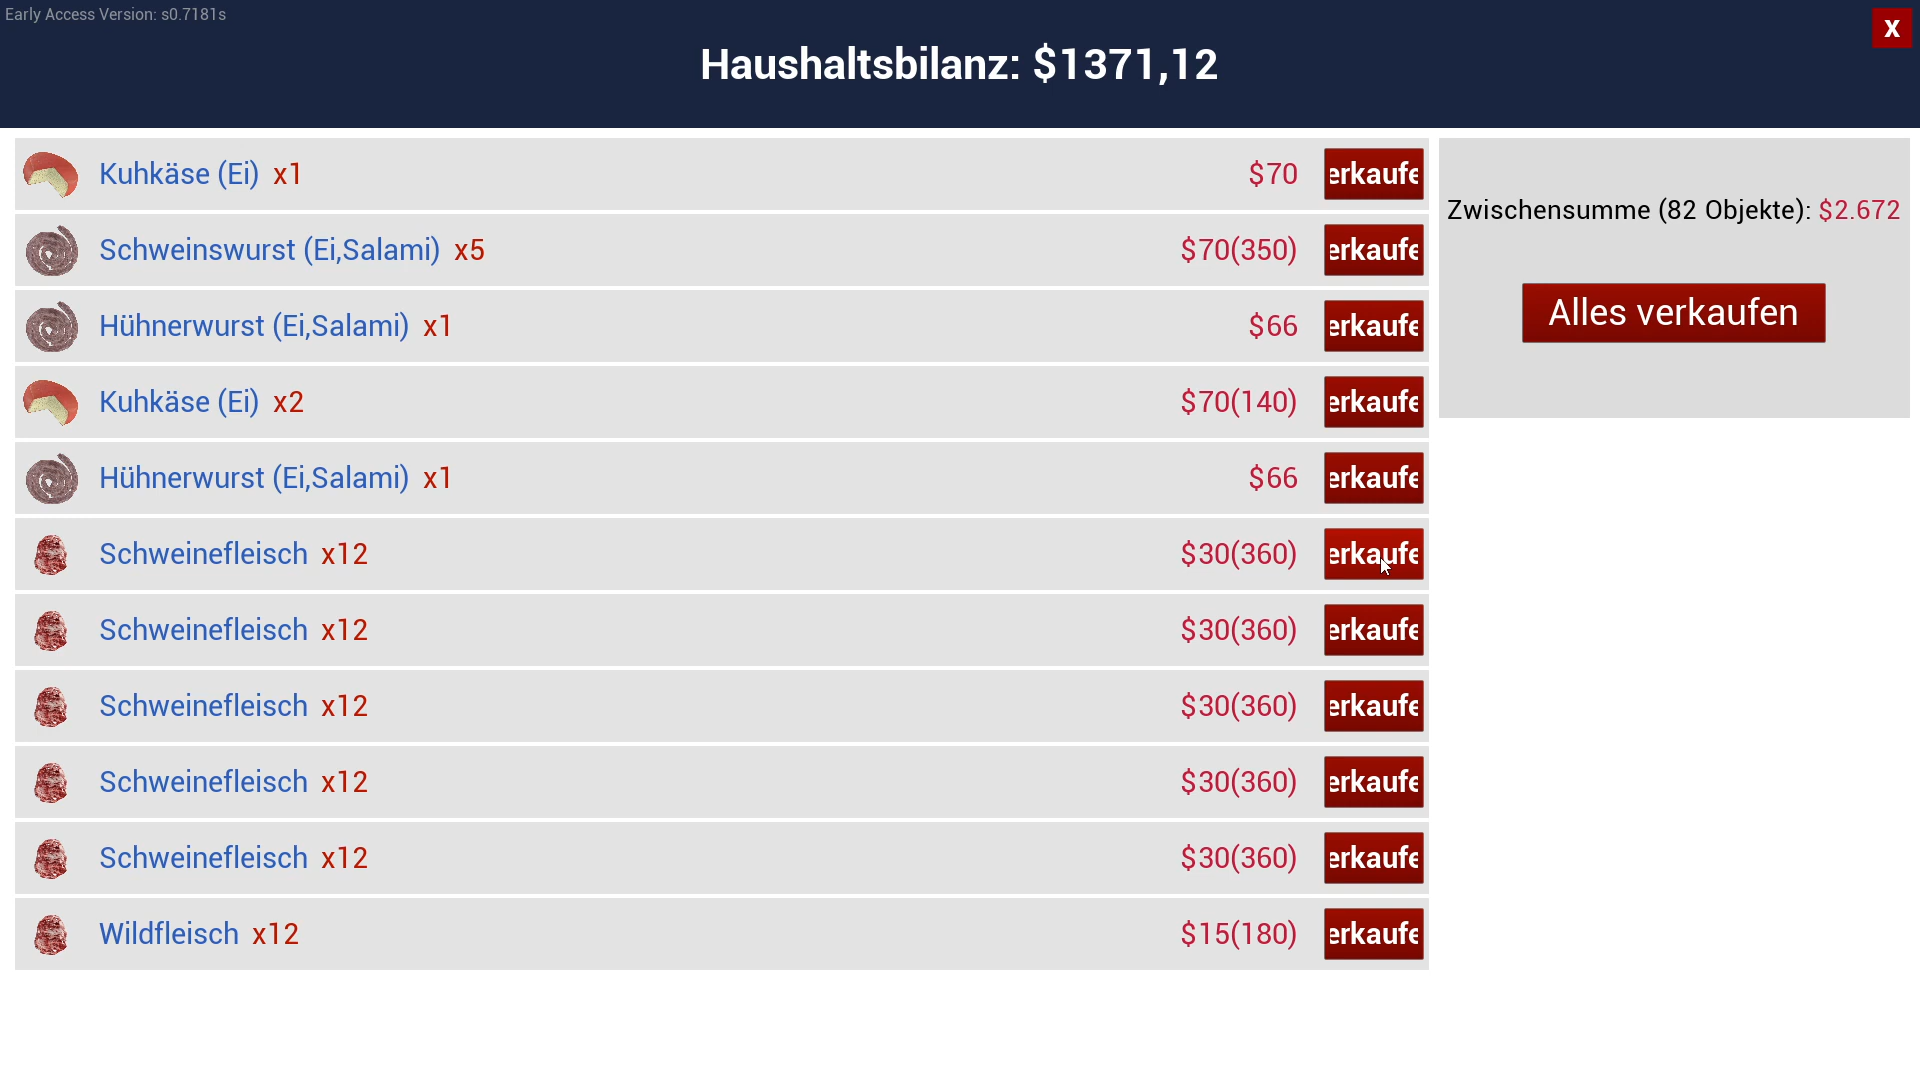 Early Access Version: s0.7181s
X
Haushaltsbilanz: $1371,12
Kuhkäse (Ei) x1 $70 erkaufe
Schweinswurst (Ei,Salami) x5 $70(350) erkaufe
Hühnerwurst (Ei,Salami) x1 $66 erkaufe
Kuhkäse (Ei) x2 $70(140) erkaufe
Hühnerwurst (Ei,Salami) x1 $66 erkaufe
Schweinefleisch x12 $30(360) erkaufe
Schweinefleisch x12 $30(360) erkaufe
Schweinefleisch x12 $30(360) erkaufe
Schweinefleisch x12 $30(360) erkaufe
Schweinefleisch x12 $30(360) erkaufe
Wildfleisch x12 $15(180) erkaufe
Zwischensumme (82 Objekte): $2.672
Alles verkaufen